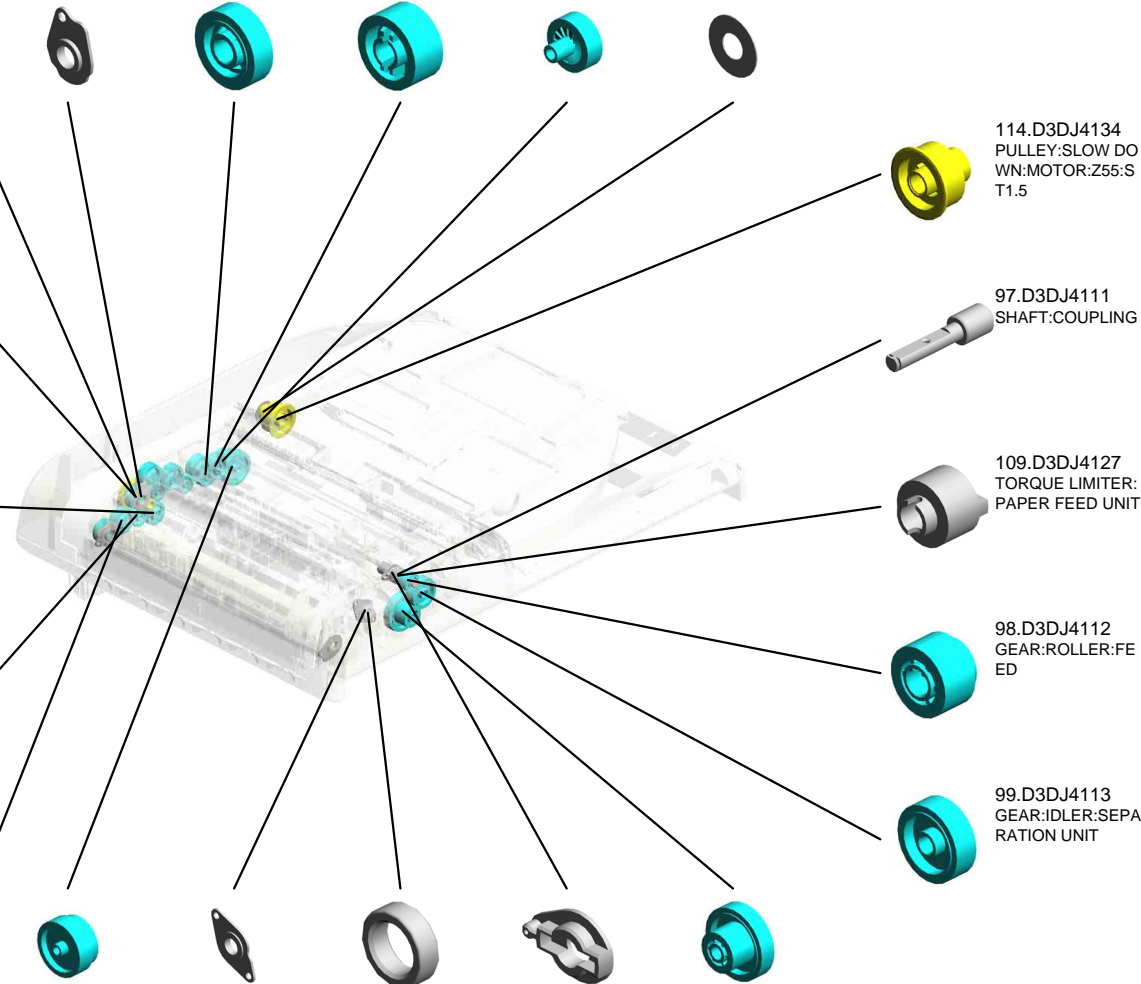 114.D3DJ4134
PULLEY:SLOW DO
WN:MOTOR:Z55:S
T1.5
97.D3DJ4111
SHAFT:COUPLING
109.D3DJ4127
TORQUE LIMITER:
PAPER FEED UNIT
98.D3DJ4112
GEAR:ROLLER:FE
ED
99.D3DJ4113
GEAR:IDLER:SEPA
RATION UNIT